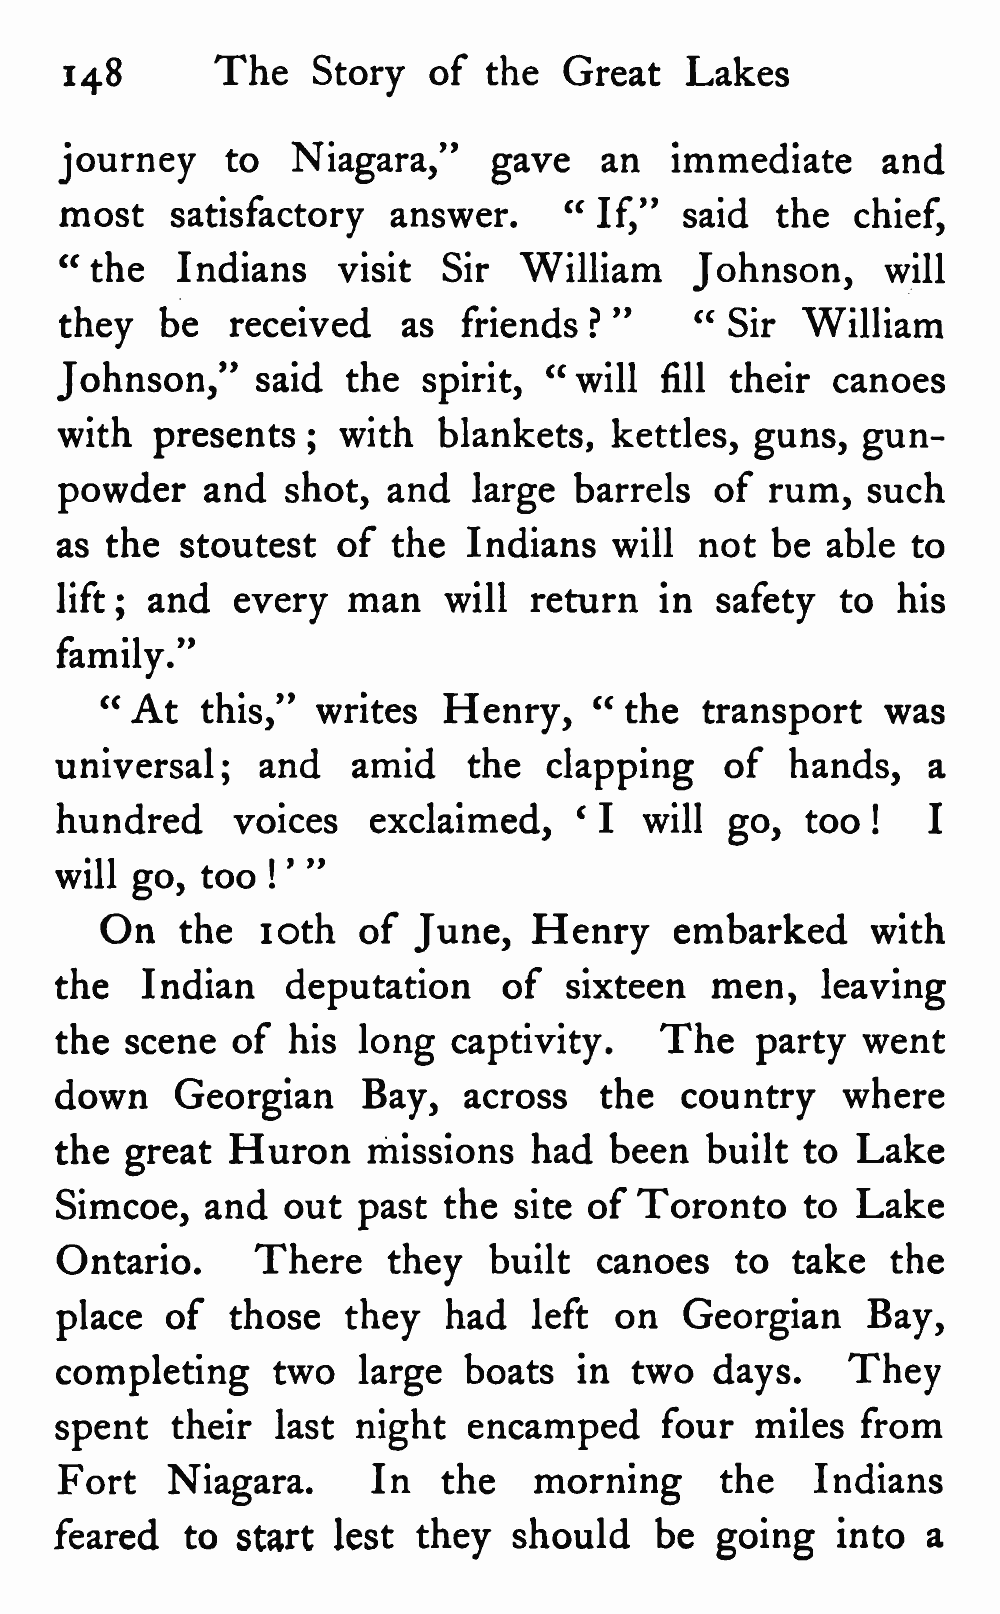 148 The Story of the Great Lakes
journey to Niagara,” gave an immediate and
most satisfactory answer. “ If,” said the chief,
“ the Indians visit Sir William Johnson, will
they be received as friends ? ” “ Sir William
Johnson,” said the spirit, “ will fill their canoes
with presents ; with blankets, kettles, guns, gun-
powder and shot, and large barrels of rum, such
as the stoutest of the Indians will not be able to
lift ; and every man will return in safety to his
family.”
“ At this,” writes Henry, “ the transport was
universal ; and amid the clapping of hands, a
hundred voices exclaimed, ‘ I will go, too ! I
will go, too ! ’ ”
On the 10th of June, Henry embarked with
the Indian deputation of sixteen men, leaving
the scene of his long captivity. The party went
down Georgian Bay, across the country where
the great Huron missions had been built to Lake
Simcoe, and out past the site of Toronto to Lake
Ontario. There they built canoes to take the
place of those they had left on Georgian Bay,
completing two large boats in two days. They
spent their last night encamped four miles from
Fort Niagara. In the morning the Indians
feared to start lest they should be going into a